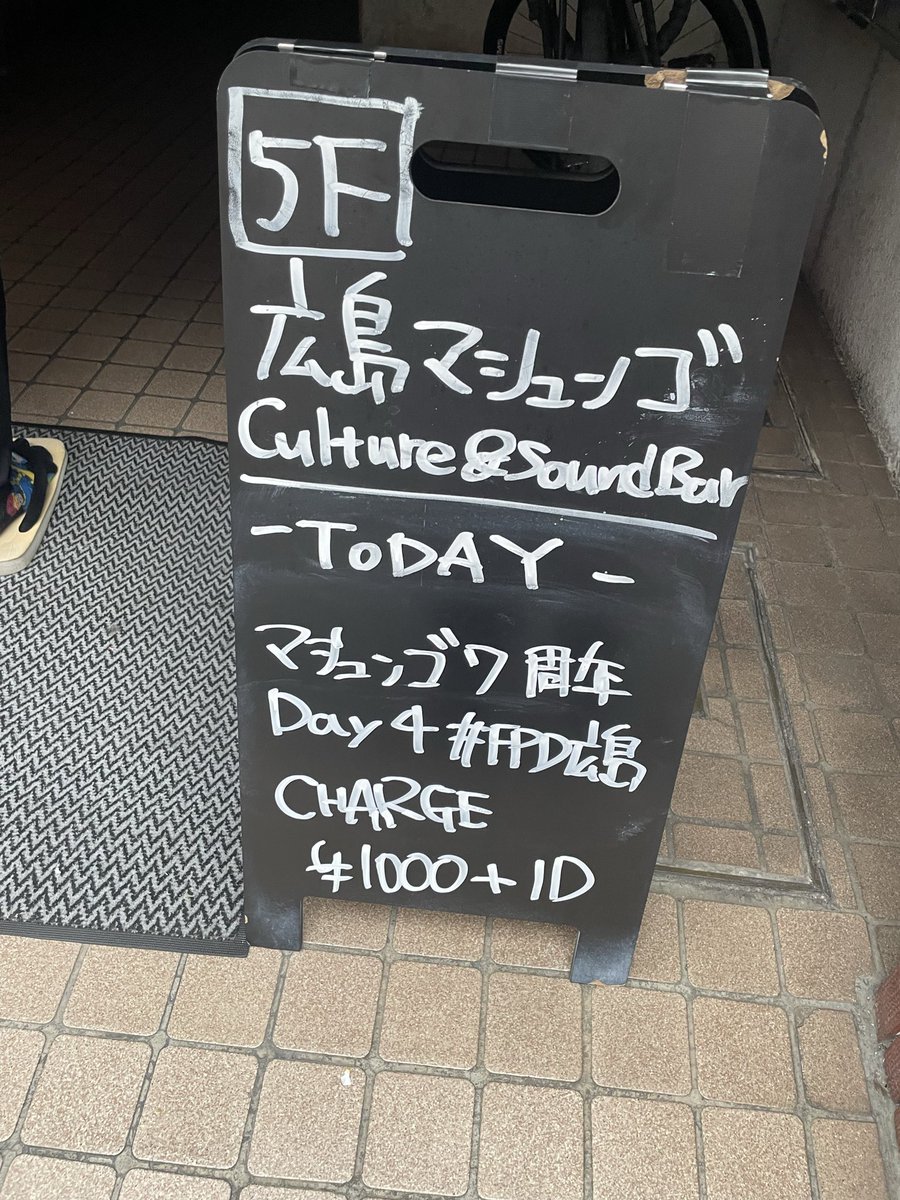 5F
広島マシュンゴ
Culture&SoundBar
-ToDAY-
マシュンゴ7周年
Day4 #FPD広島
CHARGE
¥1000+1D